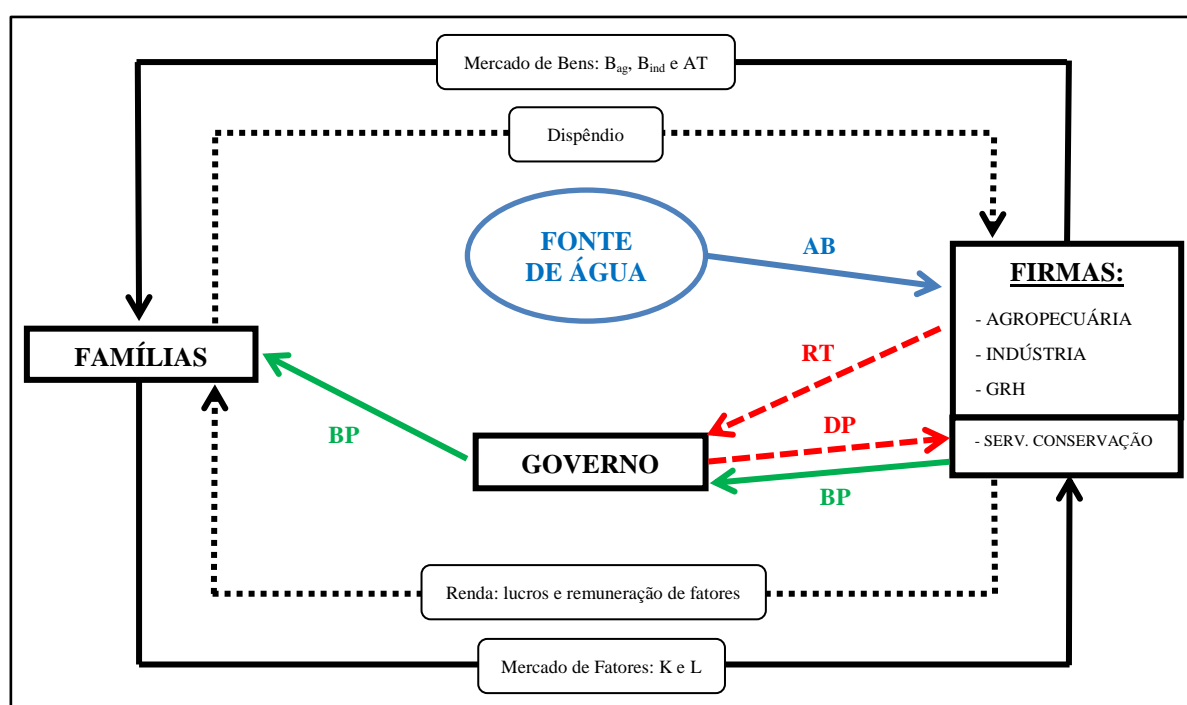 Mercado de Bens: Bag, Bind e AT
Dispêndio
FONTE
DE ÁGUA
AB
FIRMAS:
- AGROPECUÁRIA
- INDÚSTRIA
- GRH
- SERV. CONSERVAÇÃO
FAMÍLIAS
RT
DP
BP
GOVERNO
BP
Renda: lucros e remuneração de fatores
Mercado de Fatores: K e L